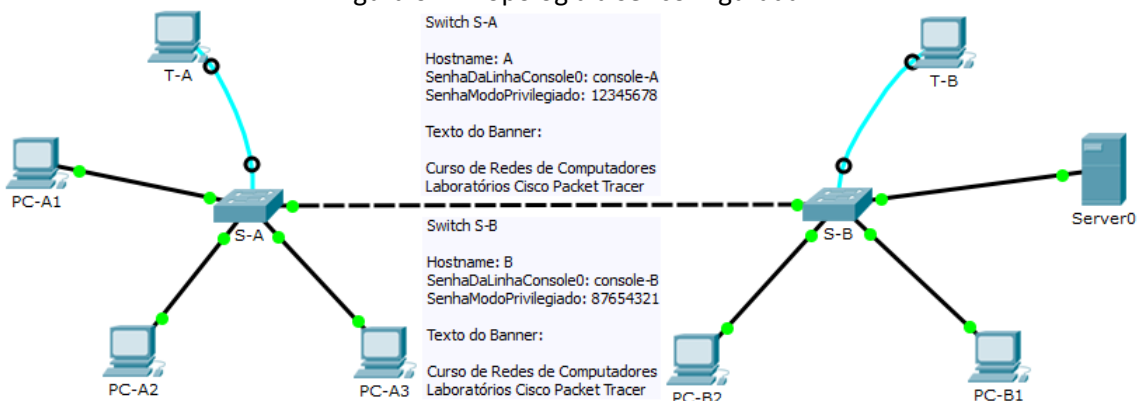 Switch S-A
Hostname: A
SenhaDaLinhaConsole0: console-A
SenhaModoPrivilegiado: 12345678
Texto do Banner:
Curso de Redes de Computadores
Laboratórios Cisco Packet Tracer
T-A
T-B
PC-A1
Server0
S-A
S-B
Switch S-B
Hostname: B
SenhaDaLinhaConsole0: console-B
SenhaModoPrivilegiado: 87654321
Texto do Banner:
Curso de Redes de Computadores
Laboratórios Cisco Packet Tracer
PC-A2
PC-A3
PC-B2
PC-B1